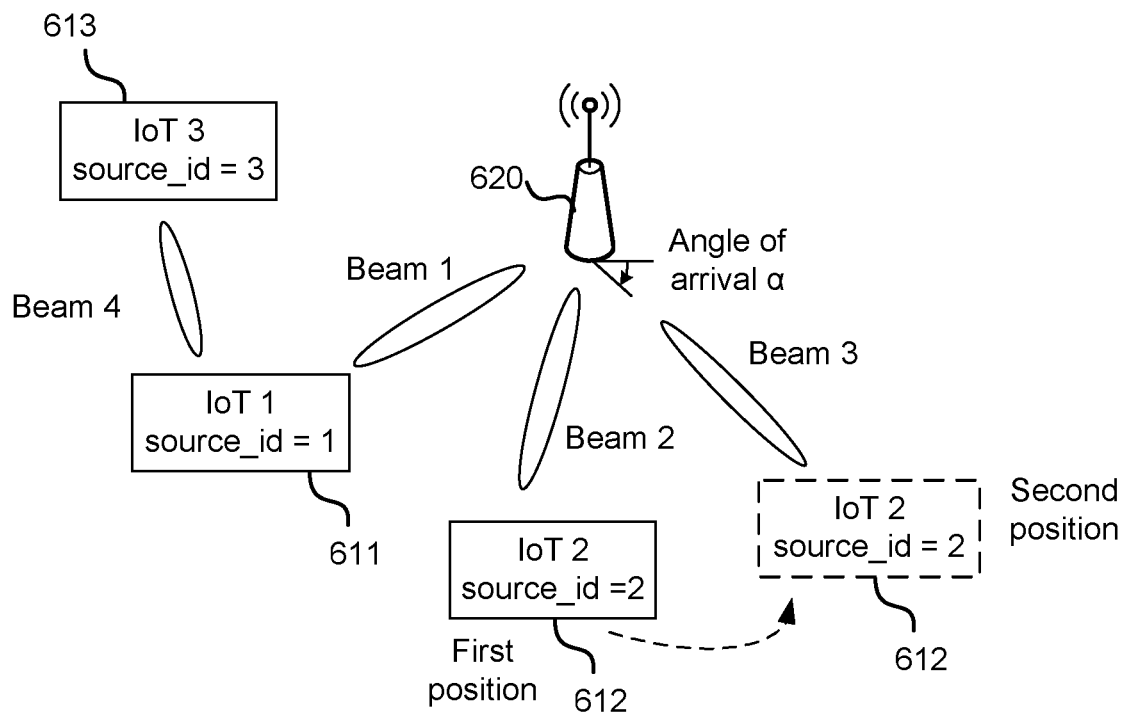 613
IoT 3
source_id = 3
620
Angle of
arrival α
Beam 1
Beam 4
Beam 3
IoT 1
source_id = 1
Beam 2
611
IoT 2
source_id =2
First
position
612
IoT 2
source_id = 2
Second
position
612